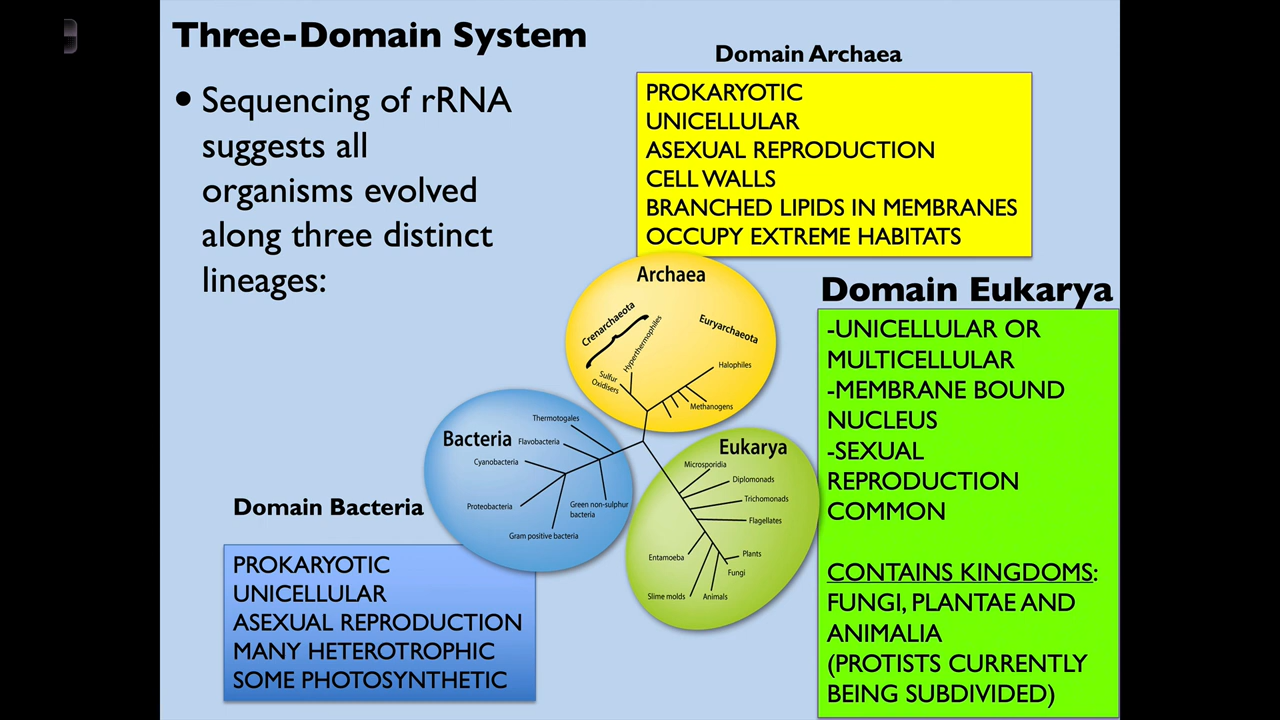 Three-Domain System
• Sequencing of rRNA
suggests all
organisms evolved
along three distinct
lineages:
Domain Archaea
PROKARYOTIC
UNICELLULAR
ASEXUAL REPRODUCTION
CELL WALLS
BRANCHED LIPIDS IN MEMBRANES
OCCUPY EXTREME HABITATS
Archaea
Crenarchaeota
Hyperthermophiles
Euryarchaeota
Sulfur
Oxidisers
Halophiles
Methanogens
Bacteria
Thermotogales
Flavobacteria
Cyanobacteria
Proteobacteria
Green non-sulphur
bacteria
Gram positive bacteria
Eukarya
Microsporidia
Diplomonads
Trichomonads
Flagellates
Entamoeba
Plants
Fungi
Slime molds
Animals
Domain Bacteria
PROKARYOTIC
UNICELLULAR
ASEXUAL REPRODUCTION
MANY HETEROTROPHIC
SOME PHOTOSYNTHETIC
Domain Eukarya
-UNICELLULAR OR
MULTICELLULAR
-MEMBRANE BOUND
NUCLEUS
-SEXUAL
REPRODUCTION
COMMON
CONTAINS KINGDOMS:
FUNGI, PLANTAE AND
ANIMALIA
(PROTISTS CURRENTLY
BEING SUBDIVIDED)